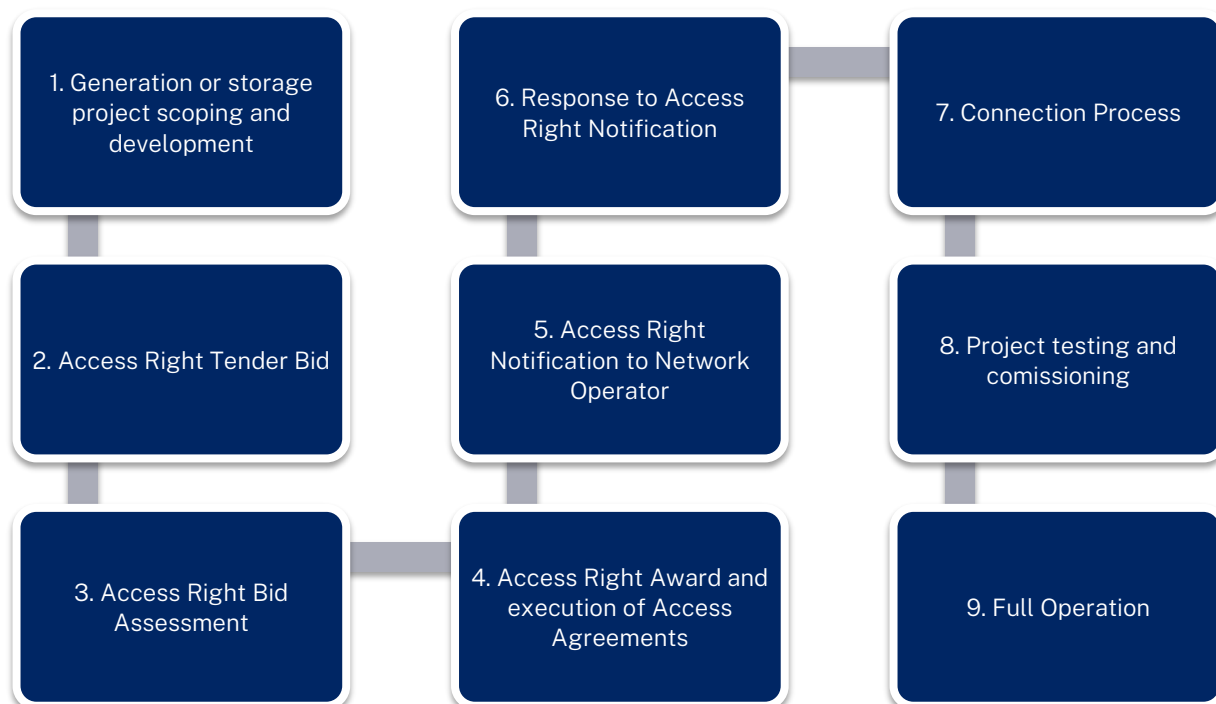 1. Generation or storage
project scoping and
development
2. Access Right Tender Bid
3. Access Right Bid
Assessment
4. Access Right Award and
execution of Access
Agreements
5. Access Right
Notification to Network
Operator
6. Response to Access
Right Notification
7. Connection Process
8. Project testing and
comissioning
9. Full Operation